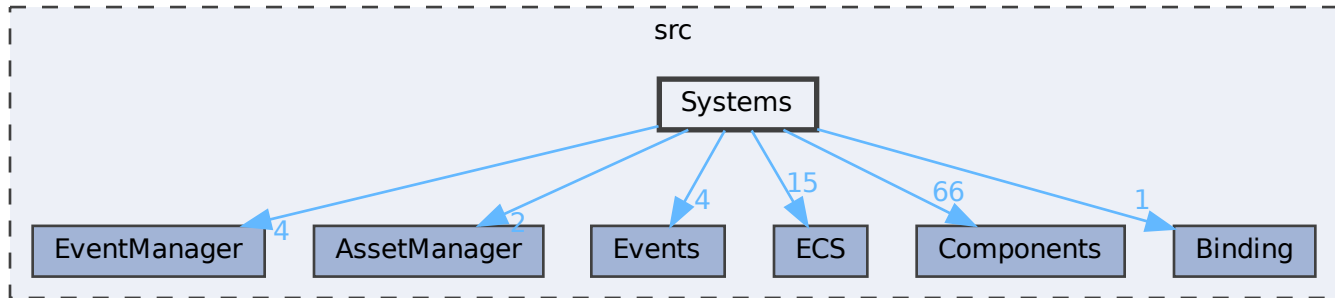 src
Systems
15
66
4
1
4
2
EventManager
AssetManager
Events
ECS
Components
Binding